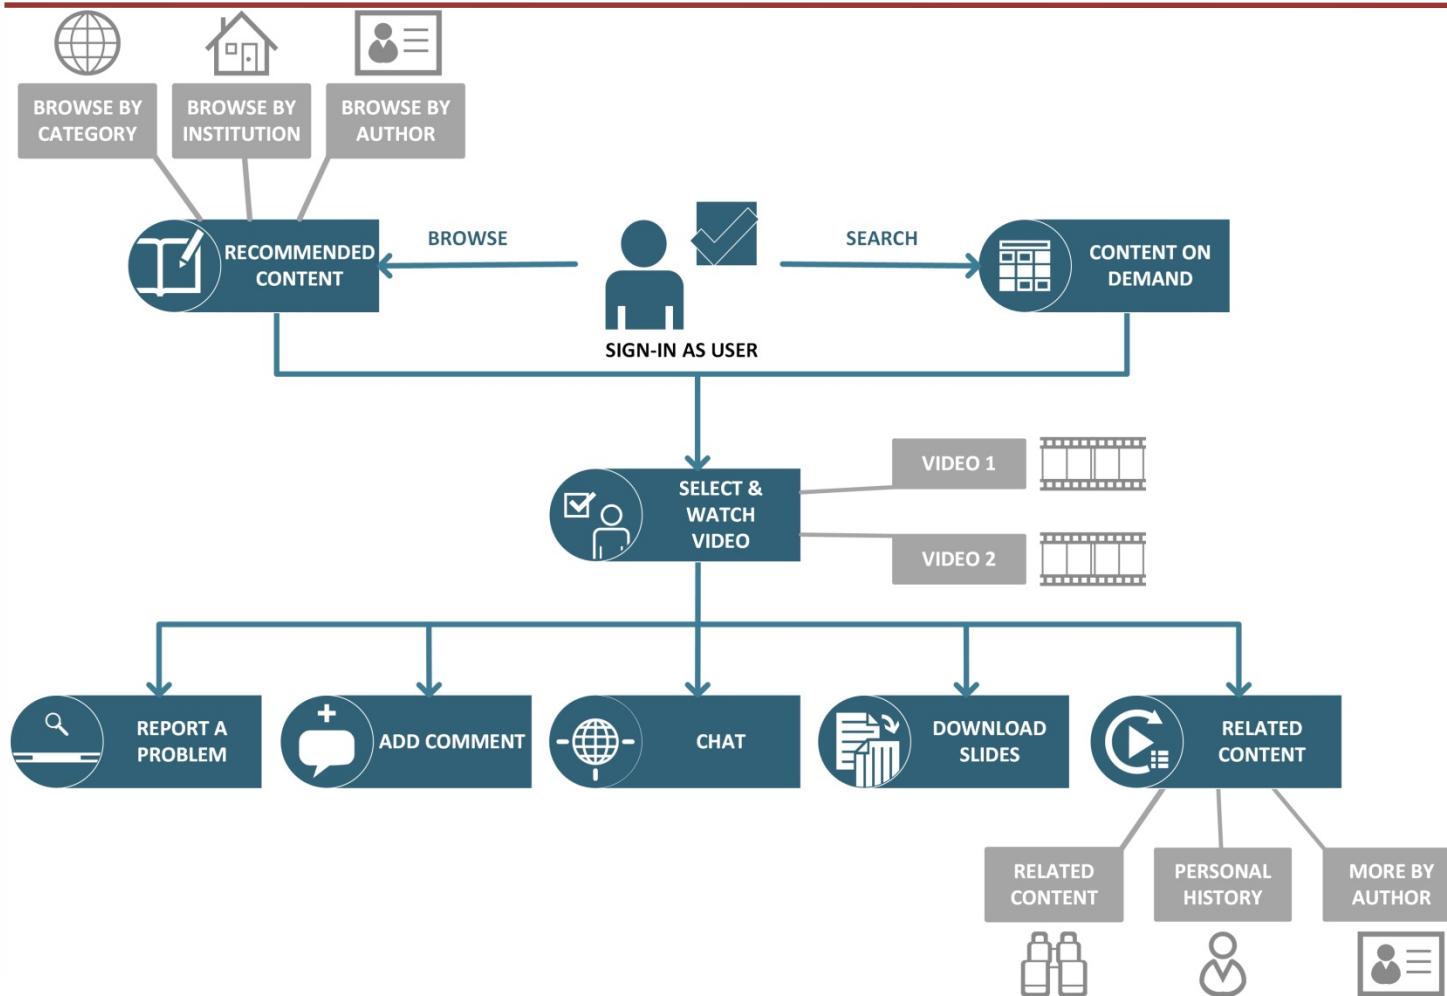 BROWSE BY
CATEGORY
BROWSE BY
INSTITUTION
BROWSE BY
AUTHOR
RECOMMENDED
CONTENT
BROWSE
SEARCH
CONTENT ON
DEMAND
SIGN-IN AS USER
SELECT &
WATCH
VIDEO
VIDEO 1
VIDEO 2
REPORT A
PROBLEM
ADD COMMENT
CHAT
DOWNLOAD
SLIDES
RELATED
CONTENT
RELATED
CONTENT
PERSONAL
HISTORY
MORE BY
AUTHOR